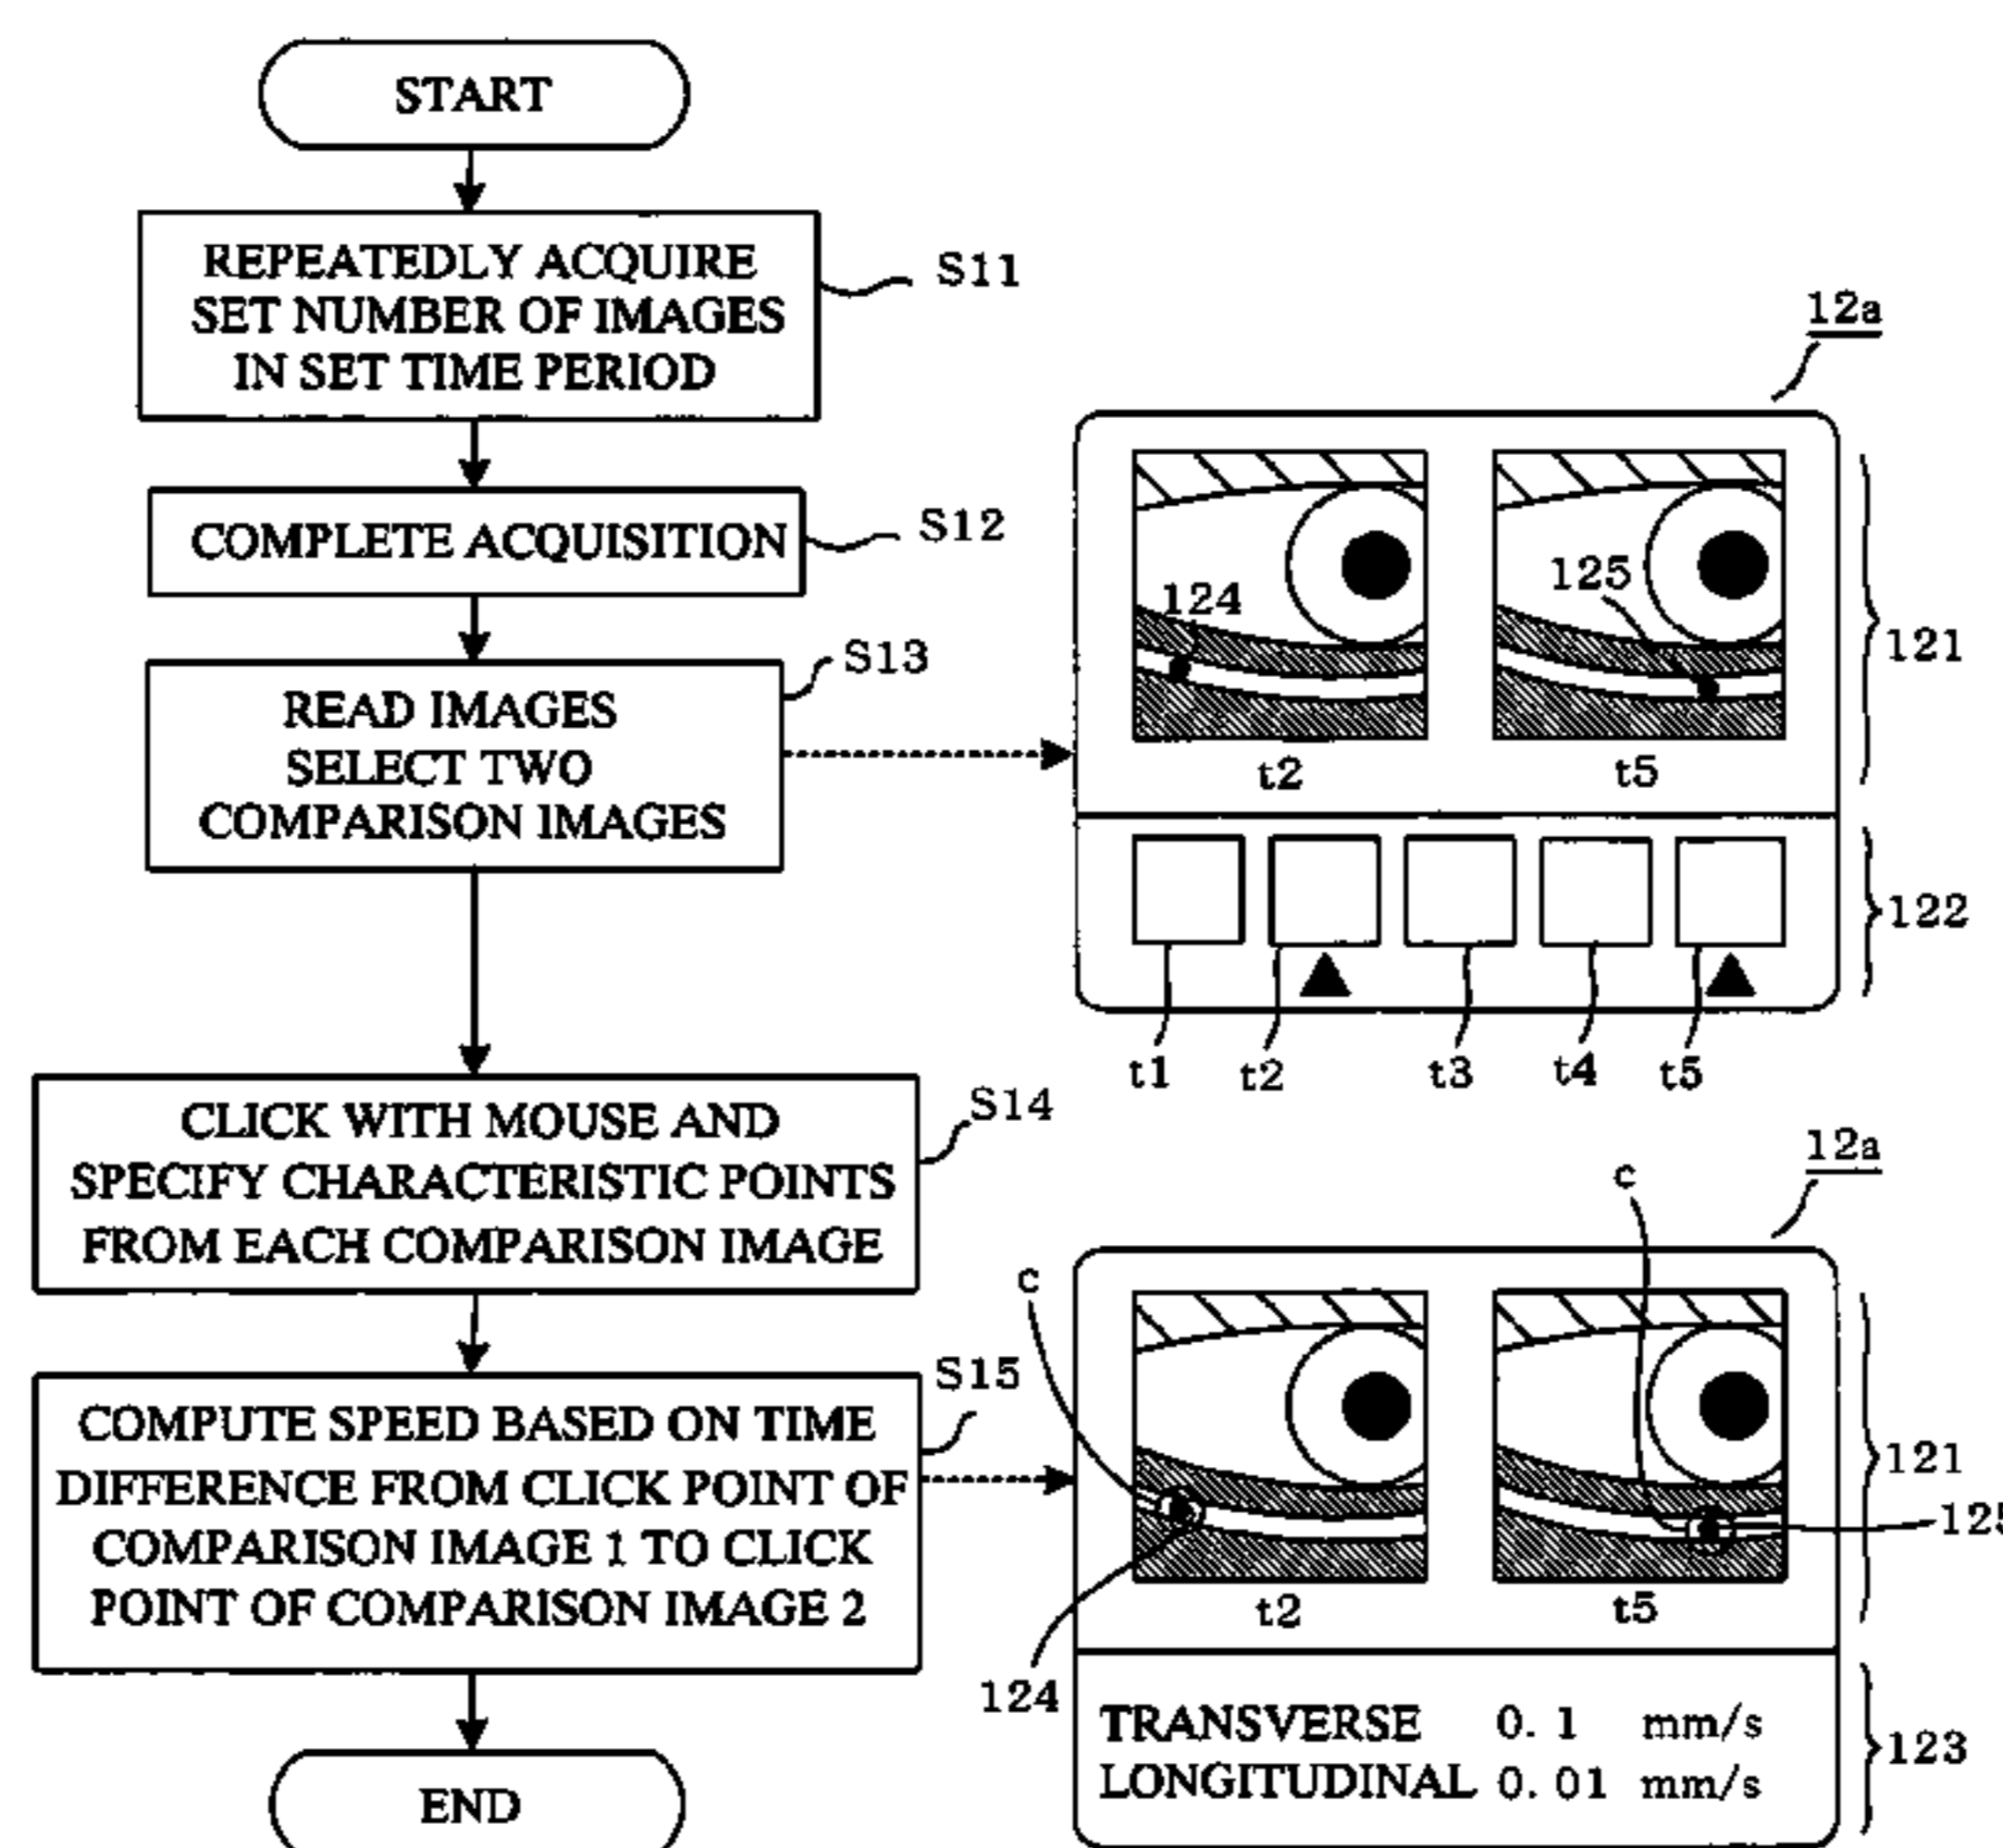 START
REPEATEDLY ACQUIRE
SET NUMBER OF IMAGES
IN SET TIME PERIOD
S11
COMPLETE ACQUISITION
S12
READ IMAGES
SELECT TWO
COMPARISON IMAGES
S13
12a
124
125
t2
t5
121
122
t1
t2
t3
t4
t5
CLICK WITH MOUSE AND
SPECIFY CHARACTERISTIC POINTS
FROM EACH COMPARISON IMAGE
S14
COMPUTE SPEED BASED ON TIME
DIFFERENCE FROM CLICK POINT OF
COMPARISON IMAGE 1 TO CLICK
POINT OF COMPARISON IMAGE 2
S15
END
12a
c
c
121
125
t2
t5
124
TRANSVERSE 0.1 mm/s
LONGITUDINAL 0.01 mm/s
123